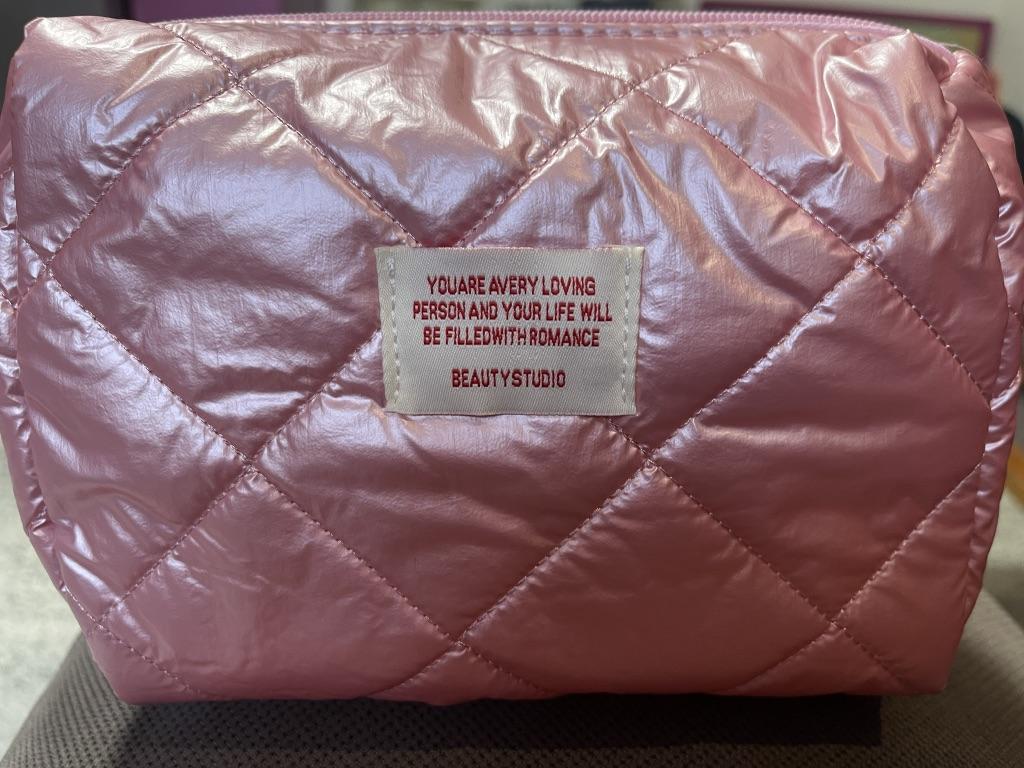 YOUARE AVERY LOVING
PERSON AND YOUR LIFE WILL
BE FILLEDWITH ROMANCE
BEAUTYSTUDIO